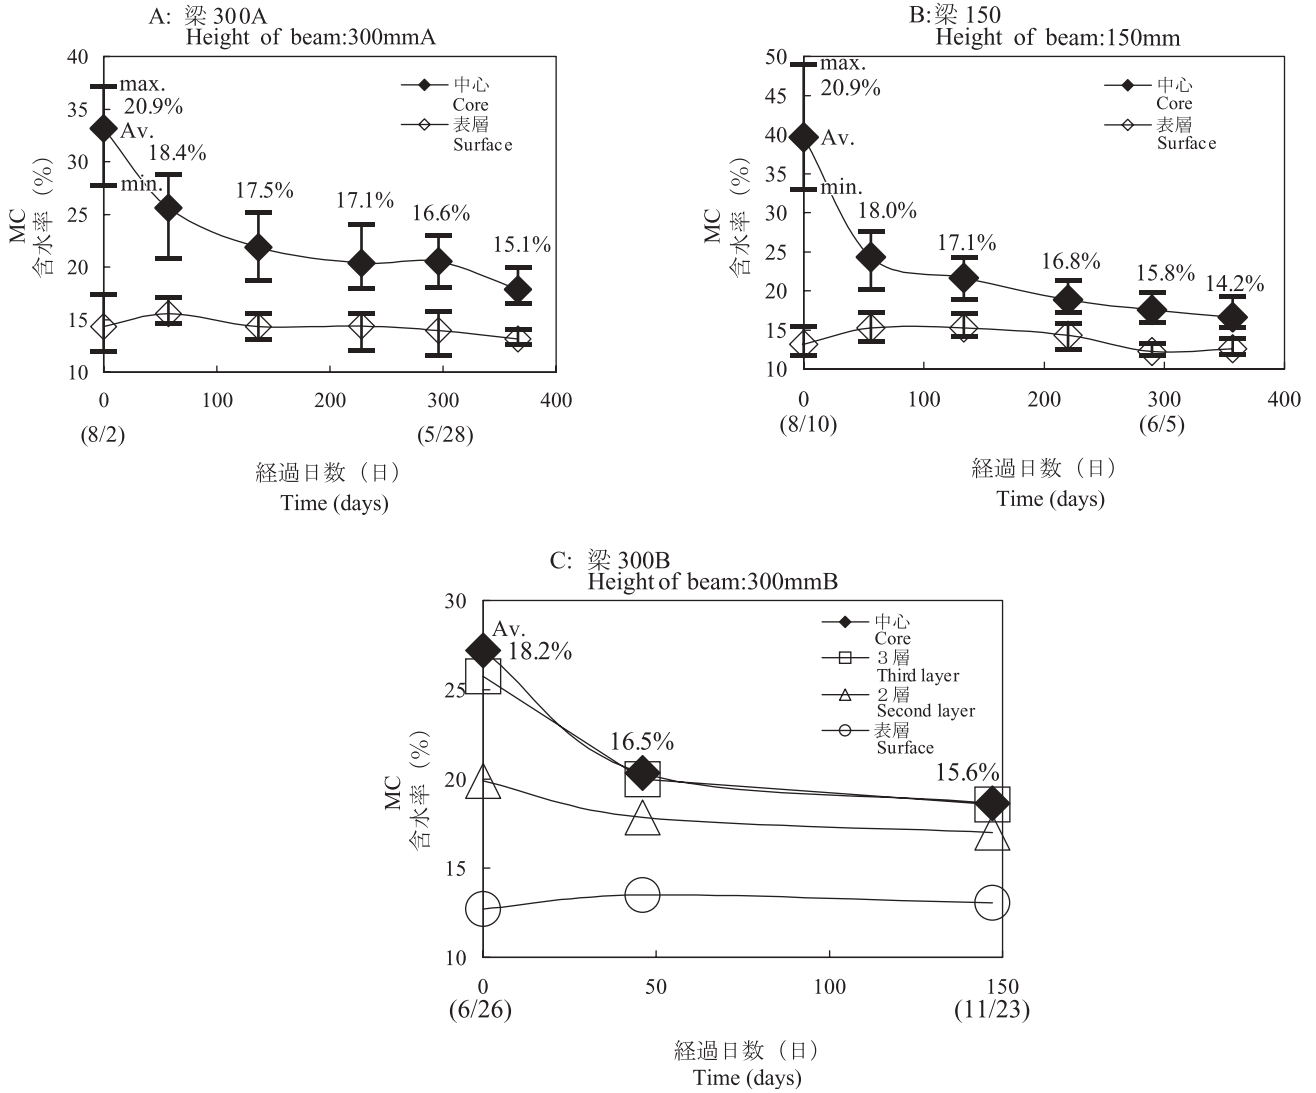 A: 梁 300A
Height of beam:300mmA
40
35
30
25
20
15
10
MC
含水率（%）
max.
20.9%
Av.
18.4%
min.
17.5%
17.1%
16.6%
15.1%
中心
Core
表層
Surface
0
100
200
300
400
(8/2)
(5/28)
経過日数（日）
Time (days)
B:梁 150
Height of beam:150mm
50
45
40
35
30
25
20
15
10
MC
含水率（%）
max.
20.9%
Av.
min.
18.0%
17.1%
16.8%
15.8%
14.2%
中心
Core
表層
Surface
0
100
200
300
400
(8/10)
(6/5)
経過日数（日）
Time (days)
C: 梁 300B
Height of beam:300mmB
30
25
20
15
10
MC
含水率（%）
Av.
18.2%
16.5%
15.6%
中心
Core
３層
Third layer
２層
Second layer
表層
Surface
0
50
100
150
(6/26)
(11/23)
経過日数（日）
Time (days)